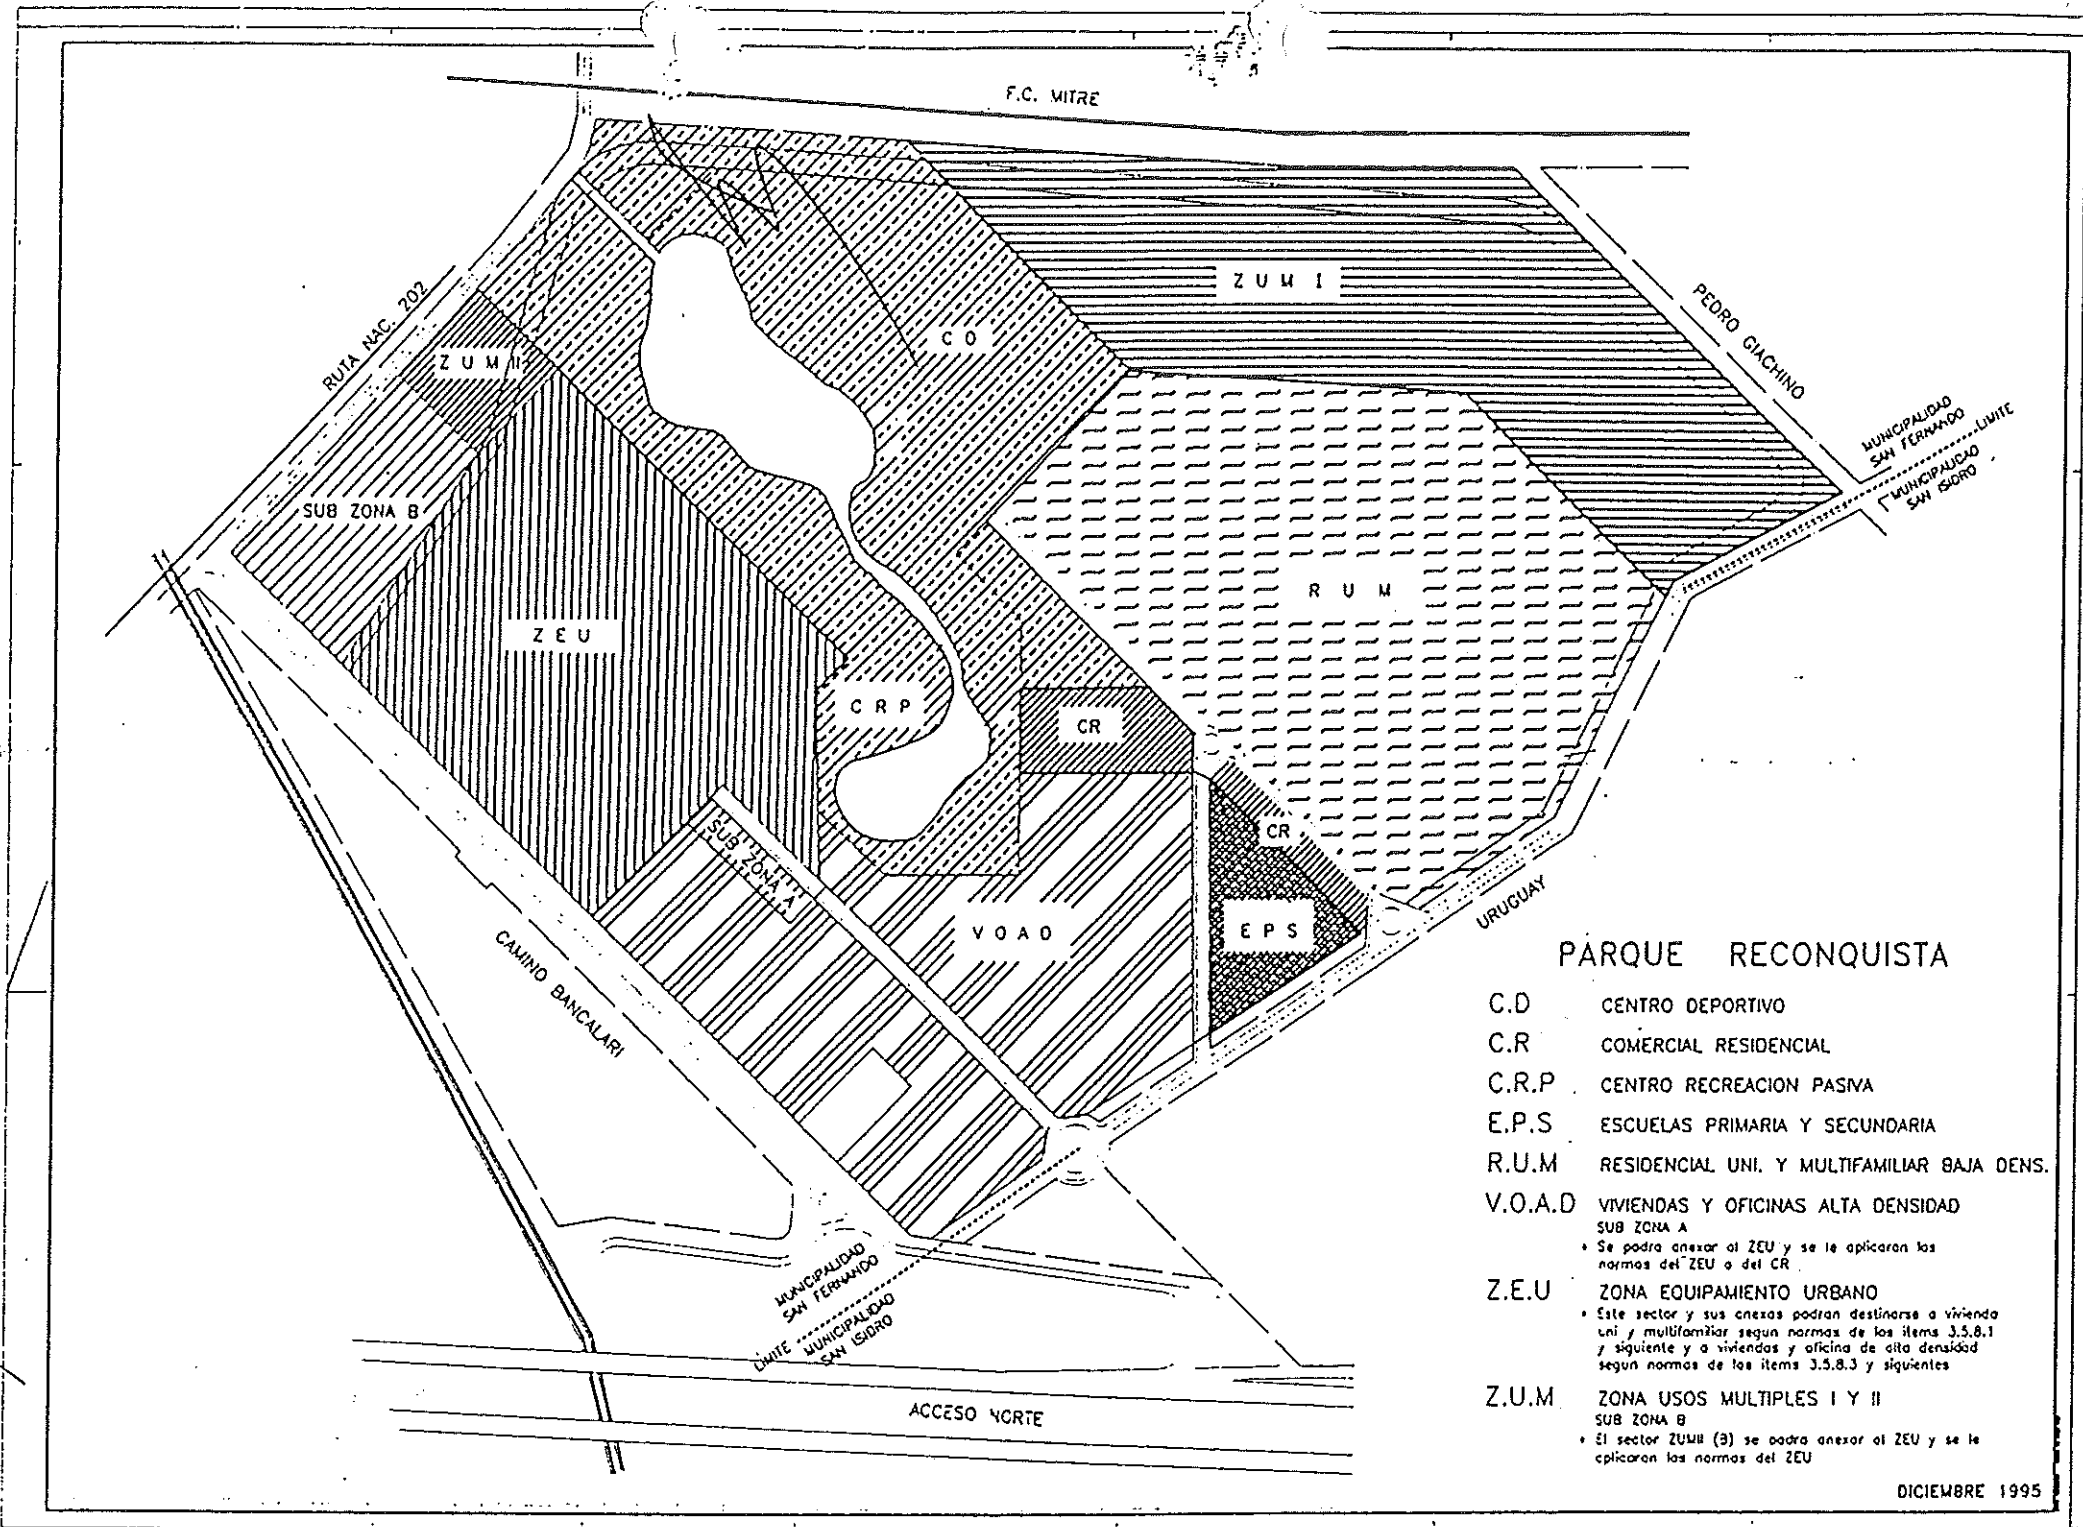 F.C. MITRE
RUTA NAC. 202
ZUM I
PEDRO GIACHINO
C D
ZUM II
MUNICIPALIDAD
SAN FERNANDO
LIMITE
MUNICIPALIDAD
SAN ISIDRO
SUB ZONA B
R U M
Z E U
C R P
CR
SUB ZONA A
CR
V O A D
E P S
URUGUAY
CAMINO BANCALARI
MUNICIPALIDAD
SAN FERNANDO
LIMITE
MUNICIPALIDAD
SAN ISIDRO
ACCESO NORTE
PARQUE RECONQUISTA
C.D CENTRO DEPORTIVO
C.R COMERCIAL RESIDENCIAL
C.R.P CENTRO RECREACION PASIVA
E.P.S ESCUELAS PRIMARIA Y SECUNDARIA
R.U.M RESIDENCIAL UNI. Y MULTIFAMILIAR BAJA DENS.
V.O.A.D VIVIENDAS Y OFICINAS ALTA DENSIDAD
SUB ZONA A
• Se podra anexar al ZEU y se le aplicaran las
normas del ZEU o del CR
Z.E.U ZONA EQUIPAMIENTO URBANO
• Este sector y sus anexas podran destinarse a vivienda
uni y multifamiliar segun normas de los items 3.5.8.1
y siguiente y a viviendas y oficina de alta densidad
segun normas de los items 3.5.8.3 y siguientes
Z.U.M ZONA USOS MULTIPLES I Y II
SUB ZONA B
• El sector ZUMII (B) se podra anexar al ZEU y se le
aplicaran las normas del ZEU
DICIEMBRE 1995